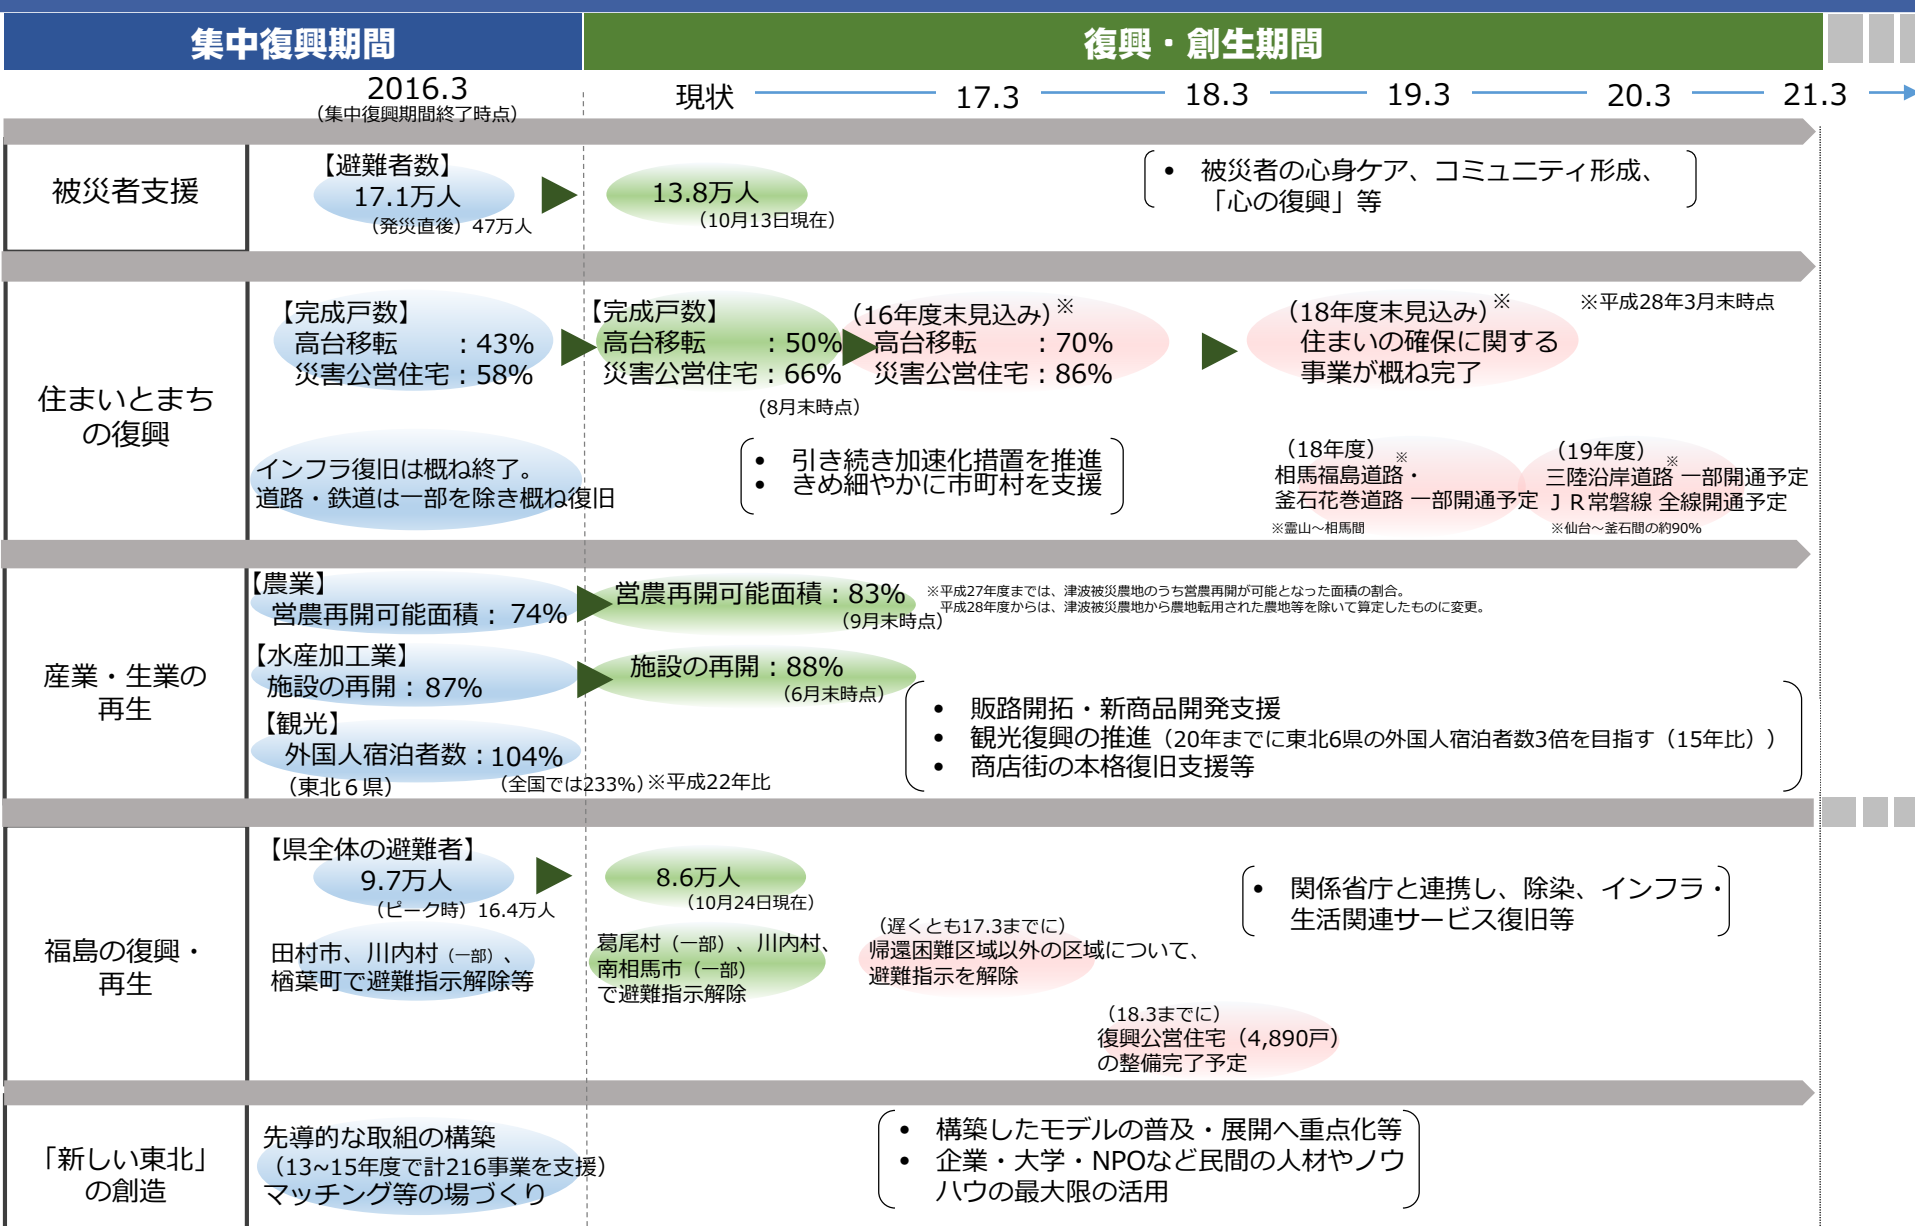 集中復興期間
復興・創生期間
2016.3
（集中復興期間終了時点）
現状
17.3
18.3
19.3
20.3
21.3
被災者支援
【避難者数】
17.1万人
（発災直後）47万人
13.8万人
（10月13日現在）
• 被災者の心身ケア、コミュニティ形成、
「心の復興」等
住まいとまち
の復興
【完成戸数】
高台移転　　：43%
災害公営住宅：58%
【完成戸数】
高台移転　　：50%
災害公営住宅：66%
(8月末時点）
（16年度末見込み）※
高台移転　　：70%
災害公営住宅：86%
（18年度末見込み）※
住まいの確保に関する
事業が概ね完了
※平成28年3月末時点
インフラ復旧は概ね終了。
道路・鉄道は一部を除き概ね復旧
• 引き続き加速化措置を推進
• きめ細やかに市町村を支援
（18年度）
相馬福島道路※・
釜石花巻道路 一部開通予定
※霊山～相馬間
（19年度）
三陸沿岸道路※ 一部開通予定
ＪＲ常磐線 全線開通予定
※仙台～釜石間の約90%
産業・生業の
再生
【農業】
営農再開可能面積：74%
営農再開可能面積：83%
（9月末時点）
※平成27年度までは、津波被災農地のうち営農再開が可能となった面積の割合。
平成28年度からは、津波被災農地から農地転用された農地等を除いて算定したものに変更。
【水産加工業】
施設の再開：87%
施設の再開：88%
（6月末時点）
【観光】
外国人宿泊者数：104%
（東北６県）
（全国では233%）※平成22年比
• 販路開拓・新商品開発支援
• 観光復興の推進（20年までに東北6県の外国人宿泊者数3倍を目指す（15年比））
• 商店街の本格復旧支援等
福島の復興・
再生
【県全体の避難者】
9.7万人
（ピーク時）16.4万人
8.6万人
（10月24日現在）
• 関係省庁と連携し、除染、インフラ・
生活関連サービス復旧等
田村市、川内村（一部）、
楢葉町で避難指示解除等
葛尾村（一部）、川内村、
南相馬市（一部）
で避難指示解除
（遅くとも17.3までに）
帰還困難区域以外の区域について、
避難指示を解除
（18.3までに）
復興公営住宅（4,890戸）
の整備完了予定
「新しい東北」
の創造
先導的な取組の構築
（13~15年度で計216事業を支援）
マッチング等の場づくり
• 構築したモデルの普及・展開へ重点化等
• 企業・大学・NPOなど民間の人材やノウ
ハウの最大限の活用